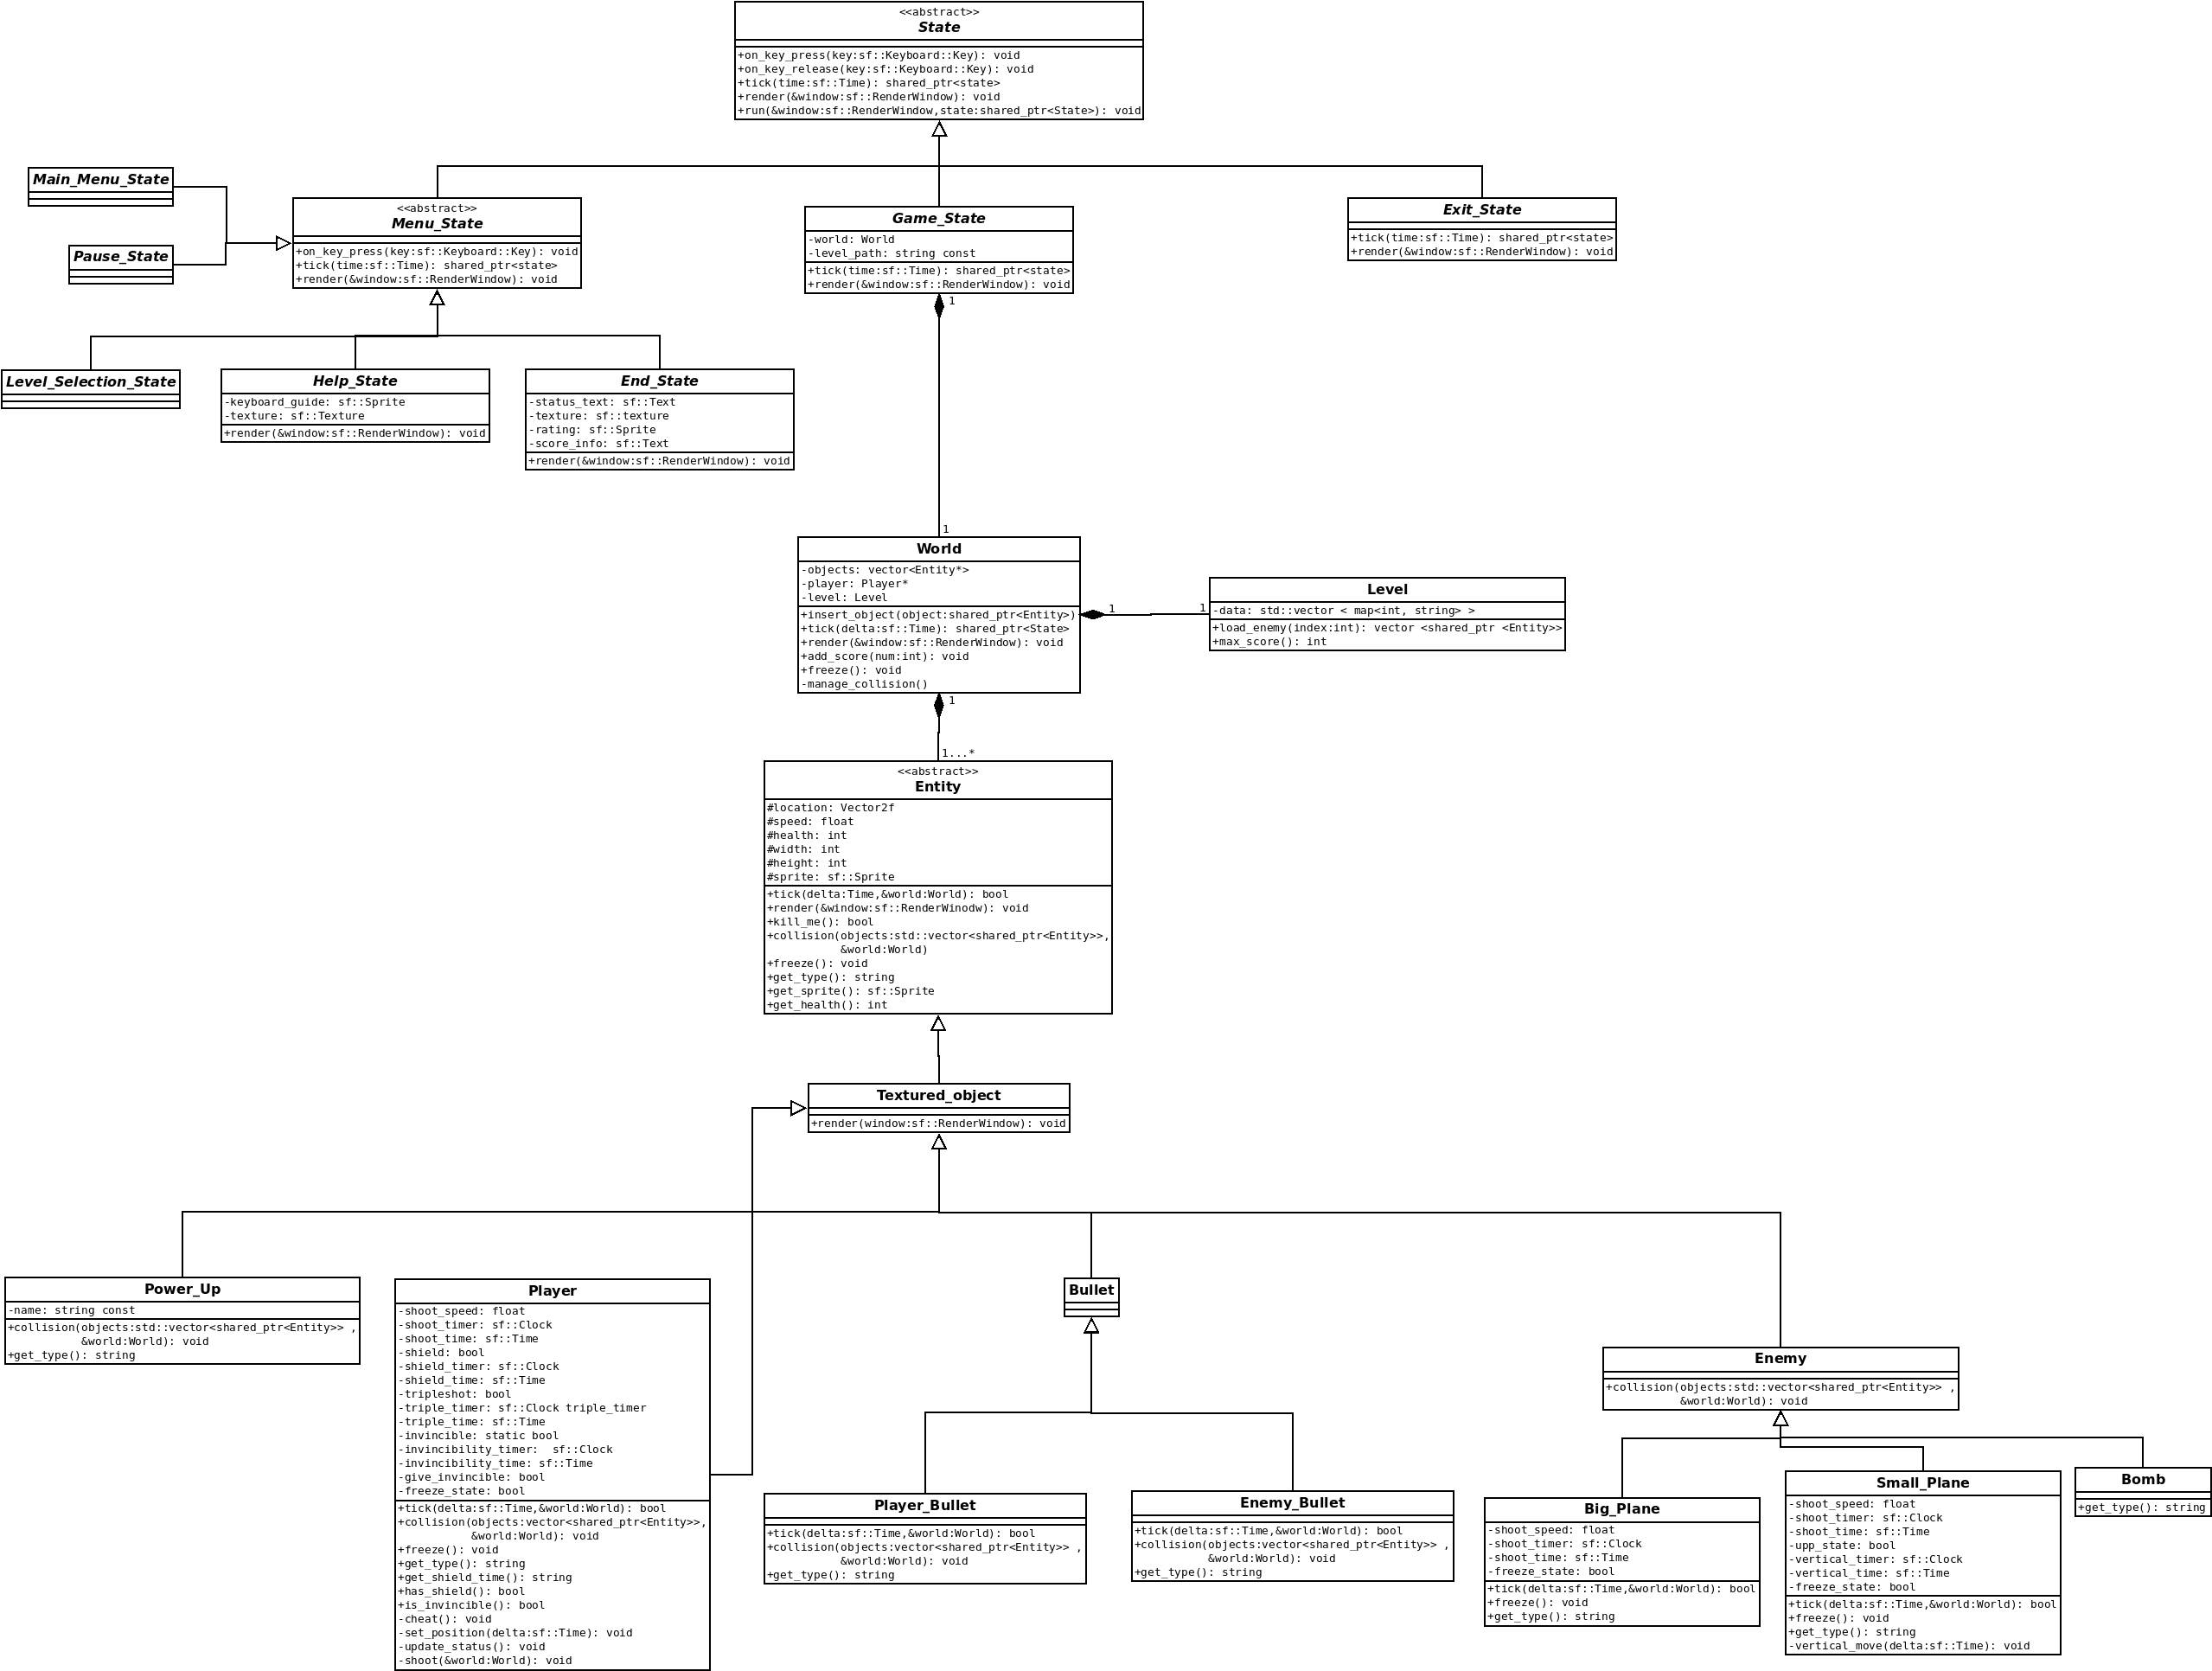 <<abstract>>
State
+on_key_press(key:sf::Keyboard::Key): void
+on_key_release(key:sf::Keyboard::Key): void
+tick(time:sf::Time): shared_ptr<state>
+render(&window:sf::RenderWindow): void
+run(&window:sf::RenderWindow,state:shared_ptr<State>): void
Main_Menu_State
Pause_State
<<abstract>>
Menu_State
+on_key_press(key:sf::Keyboard::Key): void
+tick(time:sf::Time): shared_ptr<state>
+render(&window:sf::RenderWindow): void
Game_State
-world: World
-level_path: string const
+tick(time:sf::Time): shared_ptr<state>
+render(&window:sf::RenderWindow): void
1
Exit_State
+tick(time:sf::Time): shared_ptr<state>
+render(&window:sf::RenderWindow): void
Level_Selection_State
Help_State
-keyboard_guide: sf::Sprite
-texture: sf::Texture
+render(&window:sf::RenderWindow): void
End_State
-status_text: sf::Text
-texture: sf::texture
-rating: sf::Sprite
-score_info: sf::Text
+render(&window:sf::RenderWindow): void
1
World
-objects: vector<Entity*>
-player: Player*
-level: Level
+insert_object(object:shared_ptr<Entity>)
+tick(delta:sf::Time): shared_ptr<State>
+render(&window:sf::RenderWindow): void
+add_score(num:int): void
+freeze(): void
-manage_collision()
1
1
Level
-data: std::vector < map<int, string> >
+load_enemy(index:int): vector <shared_ptr <Entity>>
+max_score(): int
1
1...*
<<abstract>>
Entity
#location: Vector2f
#speed: float
#health: int
#width: int
#height: int
#sprite: sf::Sprite
+tick(delta:Time,&world:World): bool
+render(&window:sf::RenderWinodw): void
+kill_me(): bool
+collision(objects:std::vector<shared_ptr<Entity>>,
&world:World)
+freeze(): void
+get_type(): string
+get_sprite(): sf::Sprite
+get_health(): int
Textured_object
+render(window:sf::RenderWindow): void
Power_Up
-name: string const
+collision(objects:std::vector<shared_ptr<Entity>> ,
&world:World): void
+get_type(): string
Player
-shoot_speed: float
-shoot_timer: sf::Clock
-shoot_time: sf::Time
-shield: bool
-shield_timer: sf::Clock
-shield_time: sf::Time
-tripleshot: bool
-triple_timer: sf::Clock triple_timer
-triple_time: sf::Time
-invincible: static bool
-invincibility_timer:  sf::Clock
-invincibility_time: sf::Time
-give_invincible: bool
-freeze_state: bool
+tick(delta:sf::Time,&world:World): bool
+collision(objects:vector<shared_ptr<Entity>>,
&world:World): void
+freeze(): void
+get_type(): string
+get_shield_time(): string
+has_shield(): bool
+is_invincible(): bool
-cheat(): void
-set_position(delta:sf::Time): void
-update_status(): void
-shoot(&world:World): void
Bullet
Player_Bullet
+tick(delta:sf::Time,&world:World): bool
+collision(objects:vector<shared_ptr<Entity>> ,
&world:World): void
+get_type(): string
Enemy_Bullet
+tick(delta:sf::Time,&world:World): bool
+collision(objects:vector<shared_ptr<Entity>> ,
&world:World): void
+get_type(): string
Enemy
+collision(objects:std::vector<shared_ptr<Entity>> ,
&world:World): void
Big_Plane
-shoot_speed: float
-shoot_timer: sf::Clock
-shoot_time: sf::Time
-freeze_state: bool
+tick(delta:sf::Time,&world:World): bool
+freeze(): void
+get_type(): string
Small_Plane
-shoot_speed: float
-shoot_timer: sf::Clock
-shoot_time: sf::Time
-upp_state: bool
-vertical_timer: sf::Clock
-vertical_time: sf::Time
-freeze_state: bool
+tick(delta:sf::Time,&world:World): bool
+freeze(): void
+get_type(): string
-vertical_move(delta:sf::Time): void
Bomb
+get_type(): string